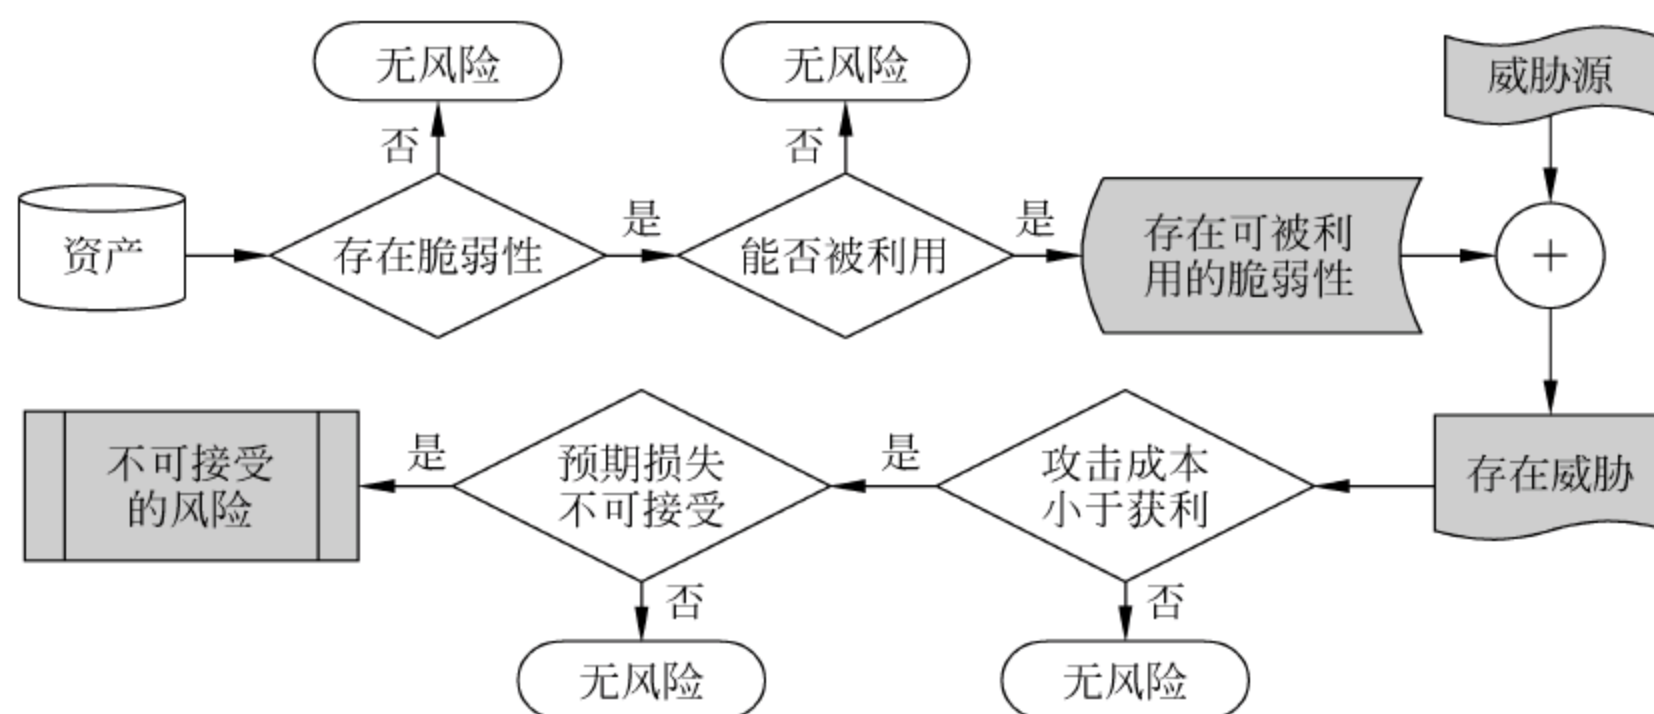 无风险
无风险
威胁源
否
否
资产
存在脆弱性
是
能否被利用
是
存在可被利
用的脆弱性
+
不可接受
的风险
是
预期损失
不可接受
是
攻击成本
小于获利
存在威胁
否
否
无风险
无风险